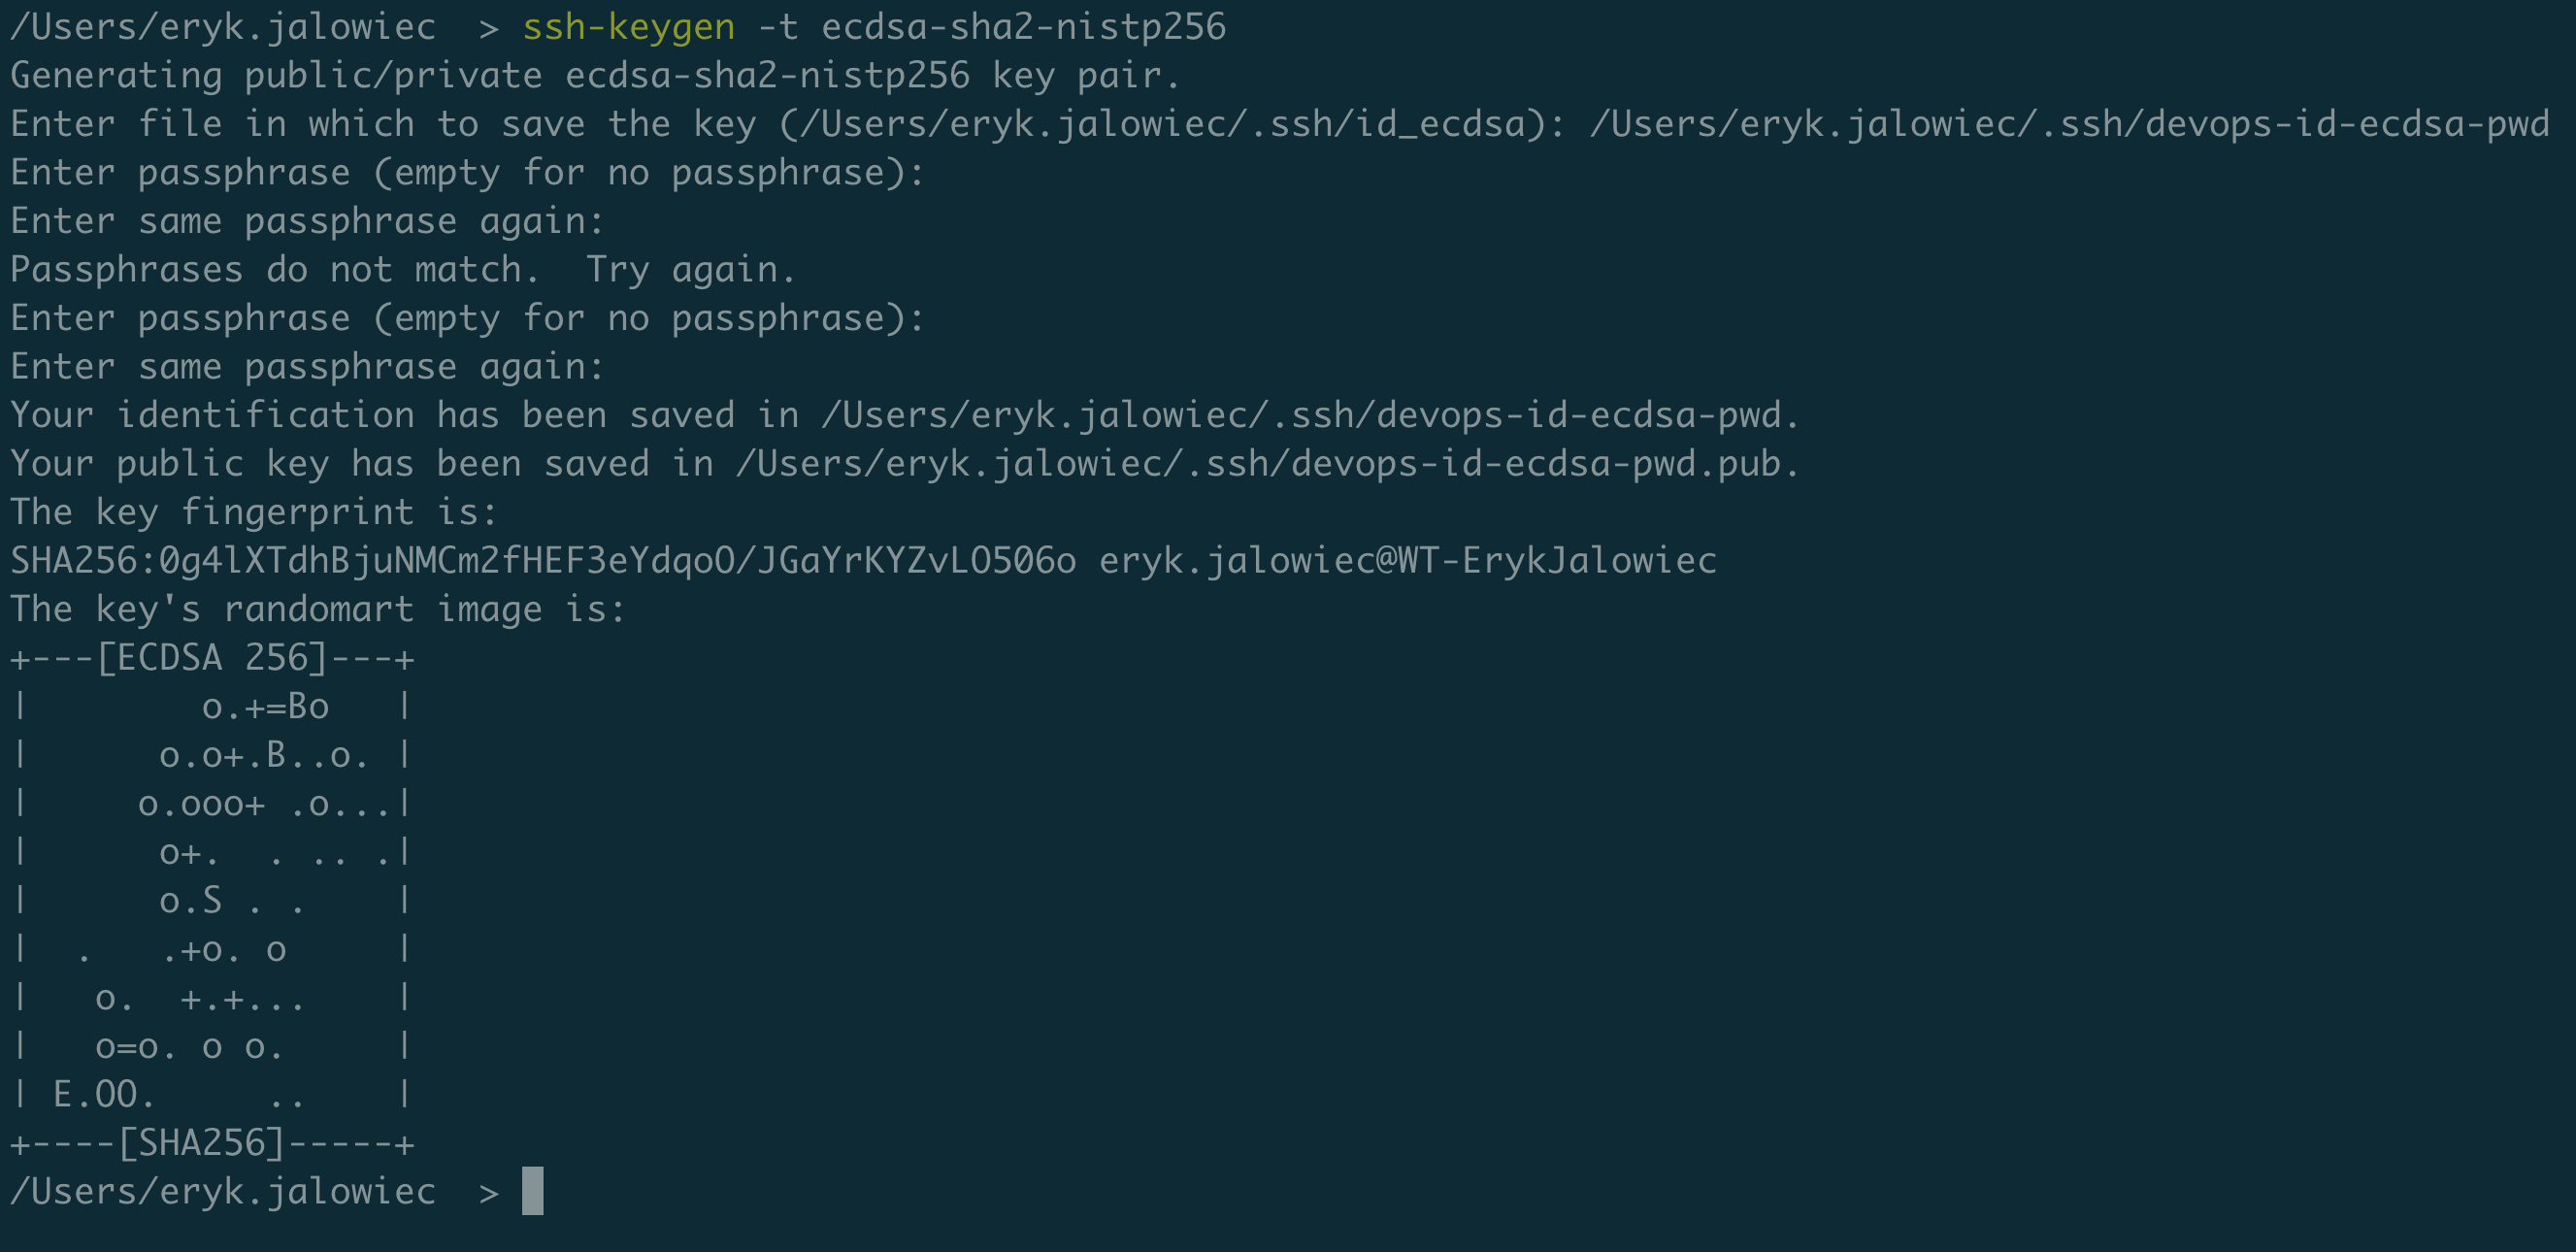 /Users/eryk.jalowiec  > ssh-keygen -t ecdsa-sha2-nistp256
Generating public/private ecdsa-sha2-nistp256 key pair.
Enter file in which to save the key (/Users/eryk.jalowiec/.ssh/id_ecdsa): /Users/eryk.jalowiec/.ssh/devops-id-ecdsa-pwd
Enter passphrase (empty for no passphrase):
Enter same passphrase again:
Passphrases do not match.  Try again.
Enter passphrase (empty for no passphrase):
Enter same passphrase again:
Your identification has been saved in /Users/eryk.jalowiec/.ssh/devops-id-ecdsa-pwd.
Your public key has been saved in /Users/eryk.jalowiec/.ssh/devops-id-ecdsa-pwd.pub.
The key fingerprint is:
SHA256:0g4lXTdhBjuNMCm2fHEF3eYdqoO/JGaYrKYZvLO506o eryk.jalowiec@WT-ErykJalowiec
The key's randomart image is:
+---[ECDSA 256]---+
|        o.+=Bo   |
|      o.o+.B..o. |
|     o.ooo+ .o...|
|      o+.  . .. .|
|      o.S . .    |
|  .   .+o. o     |
|   o.  +.+...    |
|   o=o. o o.     |
| E.OO.     ..    |
+----[SHA256]-----+
/Users/eryk.jalowiec  >